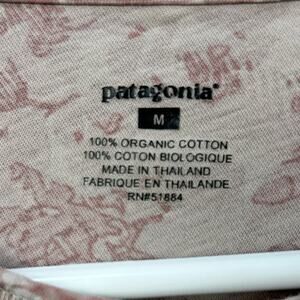 patagonia®
M
100% ORGANIC COTTON
100% COTON BIOLOGIQUE
MADE IN THAILAND
FABRIQUE EN THAILANDE
RN#51884